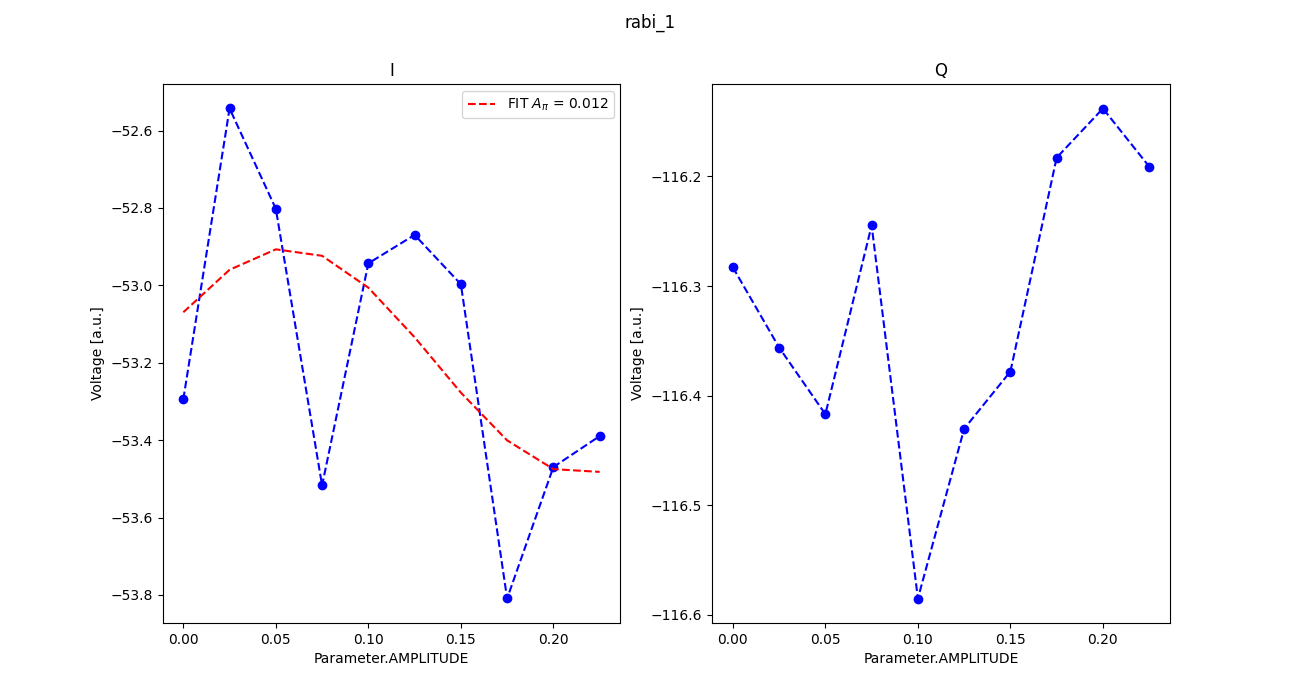 rabi_1
I
FIT A_π = 0.012
−52.6
−52.8
−53.0
−53.2
−53.4
−53.6
−53.8
Voltage [a.u.]
0.00 0.05 0.10 0.15 0.20
Parameter.AMPLITUDE
Q
−116.2
−116.3
−116.4
−116.5
−116.6
Voltage [a.u.]
0.00 0.05 0.10 0.15 0.20
Parameter.AMPLITUDE